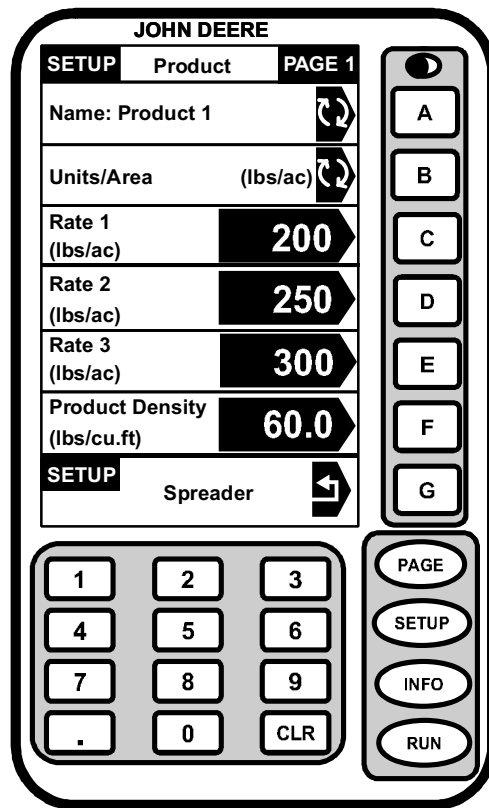 JOHN DEERE
SETUP Product PAGE 1
Name: Product 1
A
Units/Area (lbs/ac)
B
Rate 1
(lbs/ac)
200
C
Rate 2
(lbs/ac)
250
D
Rate 3
(lbs/ac)
300
E
Product Density
(lbs/cu.ft)
60.0
F
SETUP
Spreader
G
1 2 3
4 5 6
7 8 9
. 0 CLR
PAGE
SETUP
INFO
RUN